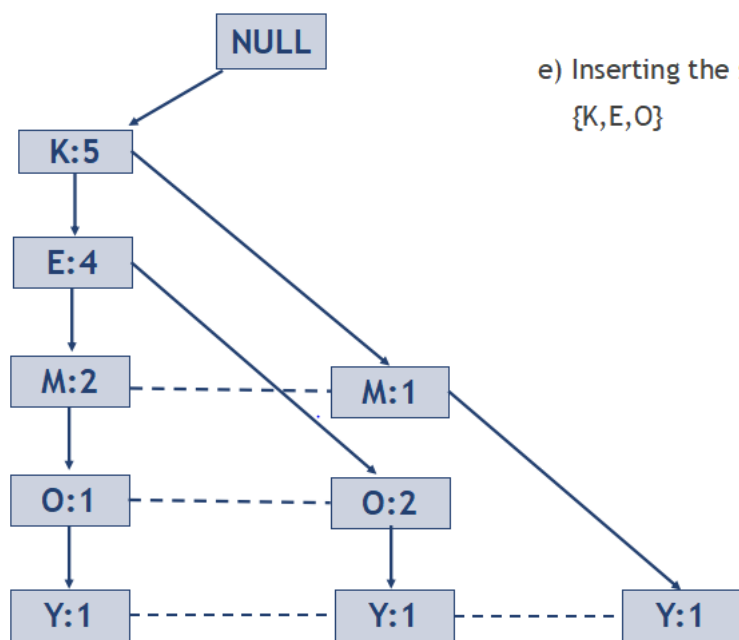 NULL
e) Inserting the
{K,E,O}
K:5
E:4
M:2
M:1
O:1
O:2
Y:1
Y:1
Y:1